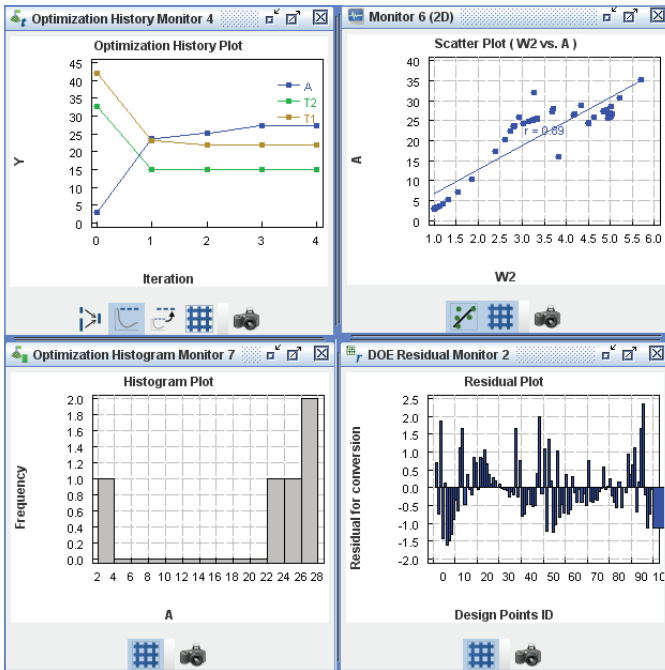 Optimization History Monitor 4
Optimization History Plot
45
40
35
30
25
20
15
10
5
0
Y
A
T2
T1
0 1 2 3 4
Iteration
Monitor 6 (2D)
Scatter Plot ( W2 vs. A )
40
35
30
25
20
15
10
5
0
A
r = 0.89
1.0 1.5 2.0 2.5 3.0 3.5 4.0 4.5 5.0 5.5 6.0
W2
Optimization Histogram Monitor 7
Histogram Plot
2.0
1.8
1.6
1.4
1.2
1.0
0.8
0.6
0.4
0.2
0.0
Frequency
2 4 6 8 10 12 14 16 18 20 22 24 26 28
A
DOE Residual Monitor 2
Residual Plot
2.5
2.0
1.5
1.0
0.5
0.0
-0.5
-1.0
-1.5
-2.0
Residual for conversion
0 10 20 30 40 50 60 70 80 90 10
Design Points ID